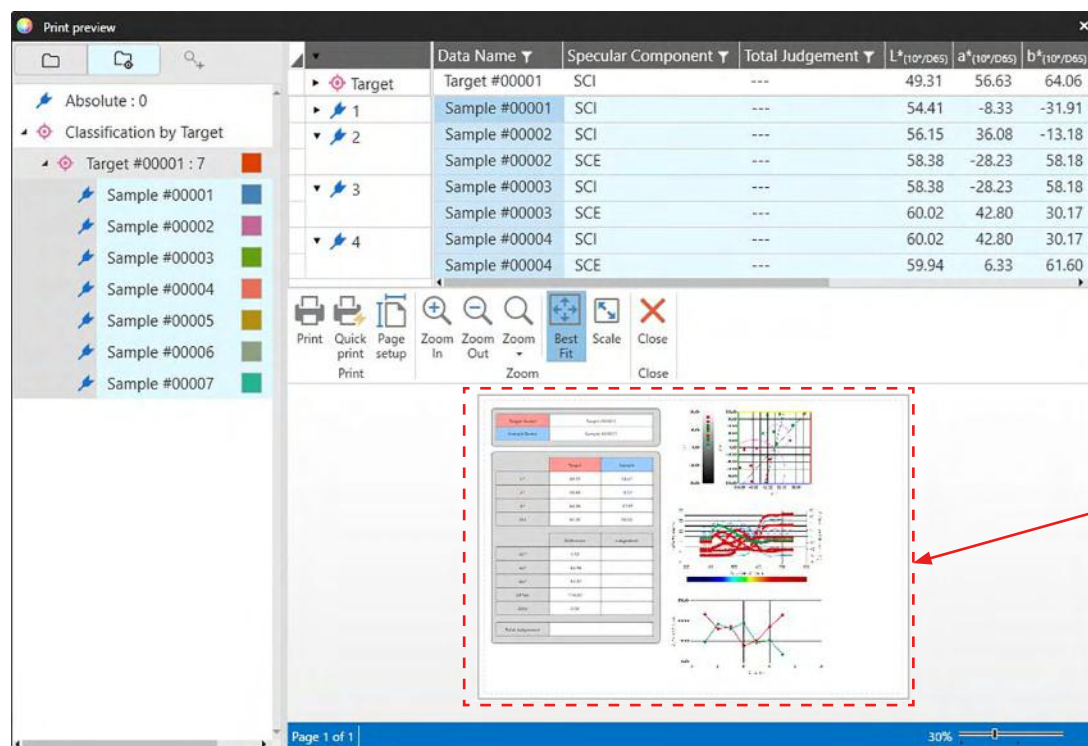 Print preview
Absolute : 0
Classification by Target
Target #00001 : 7
Sample #00001
Sample #00002
Sample #00003
Sample #00004
Sample #00005
Sample #00006
Sample #00007
Data Name Specular Component Total Judgement L*(10°/D65) a*(10°/D65) b*(10°/D65)
Target Target #00001 SCI --- 49.31 56.63 64.06
1 Sample #00001 SCI --- 54.41 -8.33 -31.91
2 Sample #00002 SCI --- 56.15 36.08 -13.18
Sample #00002 SCE --- 58.38 -28.23 58.18
3 Sample #00003 SCI --- 58.38 -28.23 58.18
Sample #00003 SCE --- 60.02 42.80 30.17
4 Sample #00004 SCI --- 60.02 42.80 30.17
Sample #00004 SCE --- 59.94 6.33 61.60
Print Quick print Page setup Zoom In Zoom Out Zoom Best Fit Scale Close
Print Zoom Close
Target Sample
Total Judgement
Page 1 of 1 30%